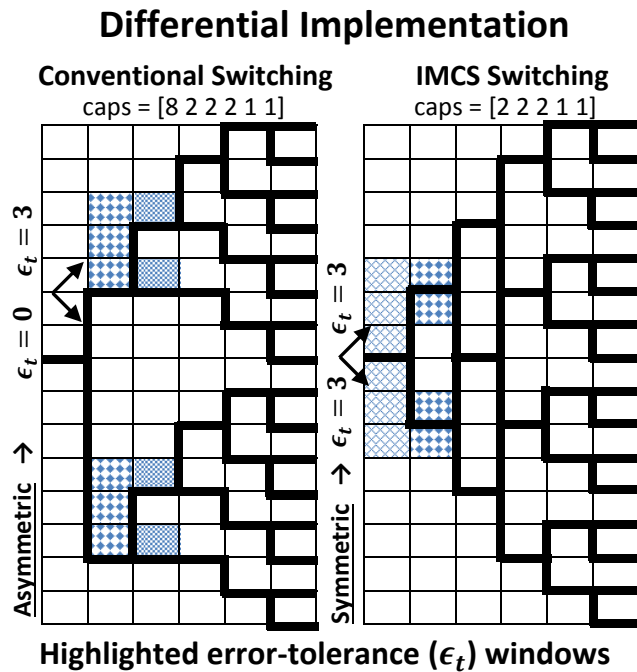 Differential Implementation
Conventional Switching
caps = [8 2 2 2 1 1]
IMCS Switching
caps = [2 2 2 1 1]
ϵₜ = 0 ϵₜ = 3
Asymmetric →
ϵₜ = 3 ϵₜ = 3
Symmetric →
Highlighted error-tolerance (ϵₜ) windows